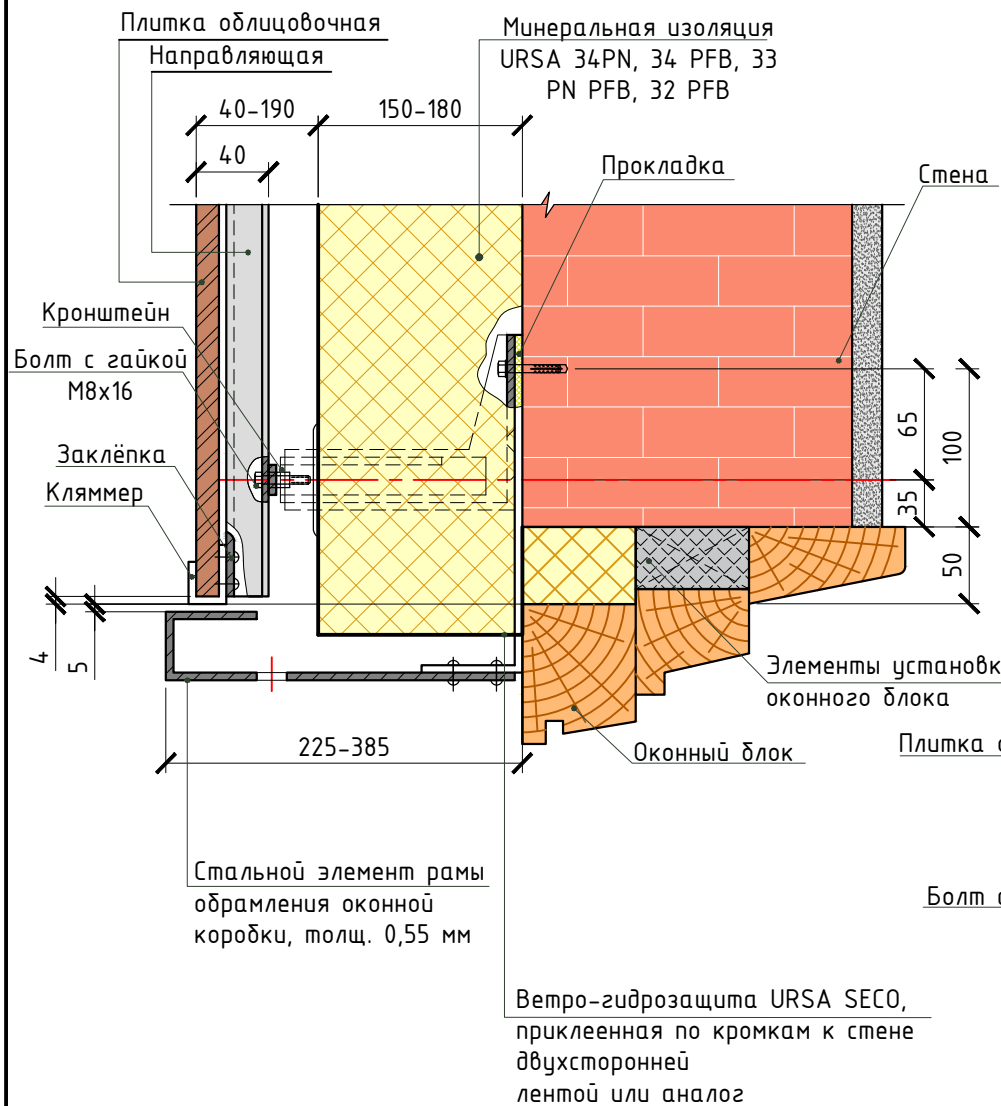 Плитка облицовочная
Направляющая
Минеральная изоляция
URSA 34PN, 34 PFB, 33
PN PFB, 32 PFB
40-190
150-180
40
Прокладка
Стена
Кронштейн
Болт с гайкой
М8х16
Заклёпка
Кляммер
65
100
35
50
4
5
Элементы установк
оконного блока
225-385
Оконный блок
Плитка о
Стальной элемент рамы
обрамления оконной
коробки, толщ. 0,55 мм
Болт с
Ветро-гидрозащита URSA SECO,
приклеенная по кромкам к стене
двухсторонней
лентой или аналог